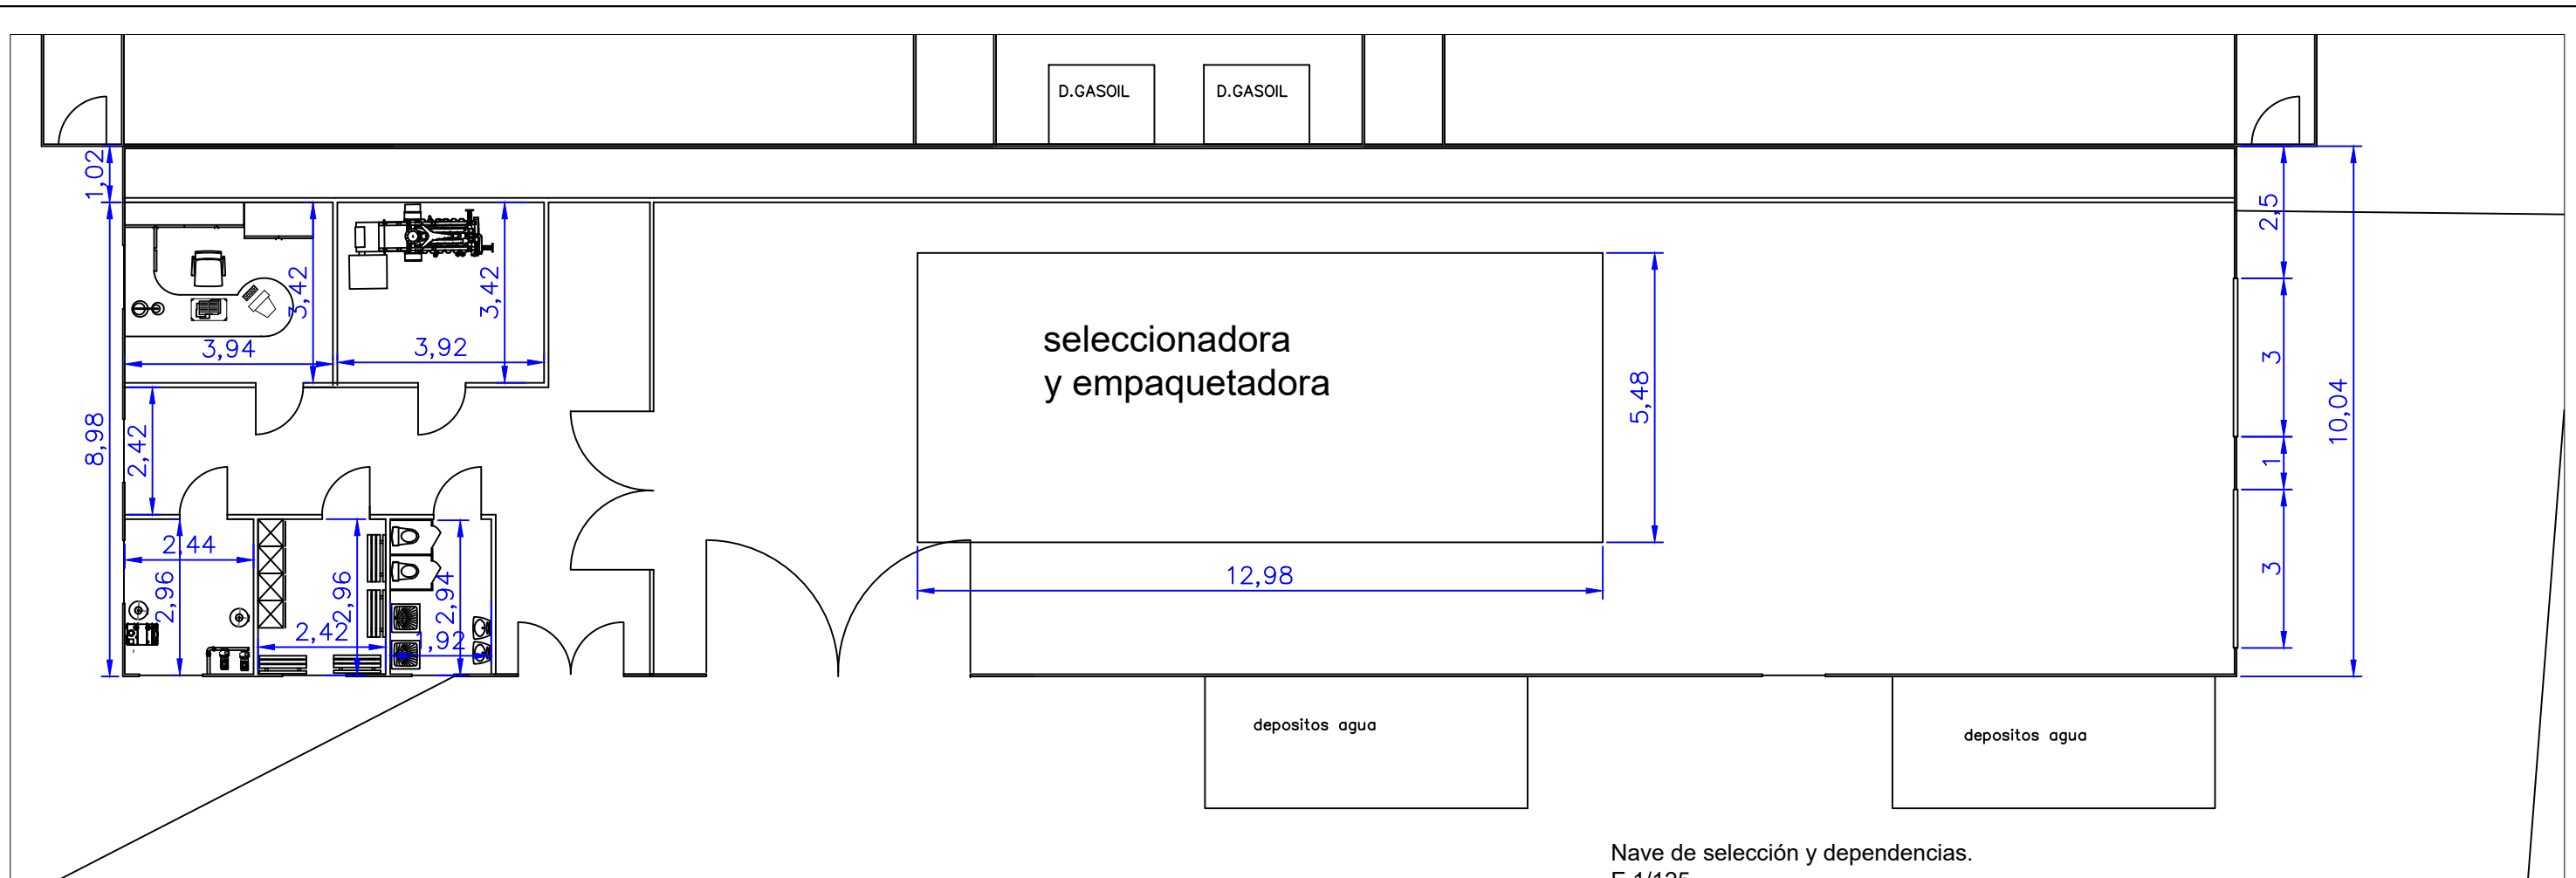 D.GASOIL
D.GASOIL
1,02
2,5
3,42
3,42
seleccionadora
y empaquetadora
3,94
3,92
3
5,48
10,04
8,98
2,42
1
2,44
2,96
2,96
2,94
12,98
3
2,42
1,92
depositos agua
depositos agua
Nave de selección y dependencias.
E 1/125